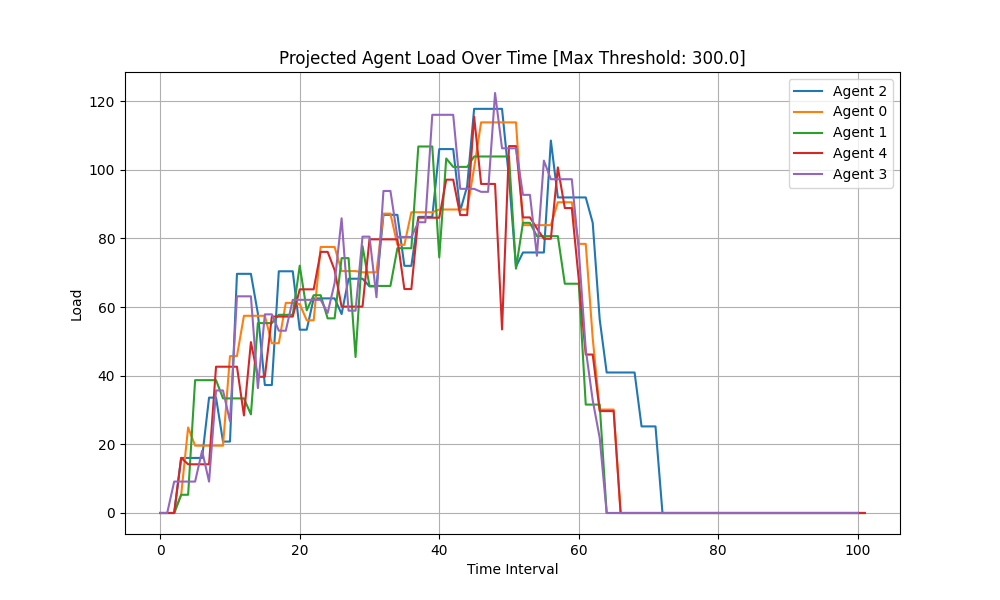 Projected Agent Load Over Time [Max Threshold: 300.0]
Load
120
100
80
60
40
20
0
0 20 40 60 80 100
Time Interval
Agent 2
Agent 0
Agent 1
Agent 4
Agent 3